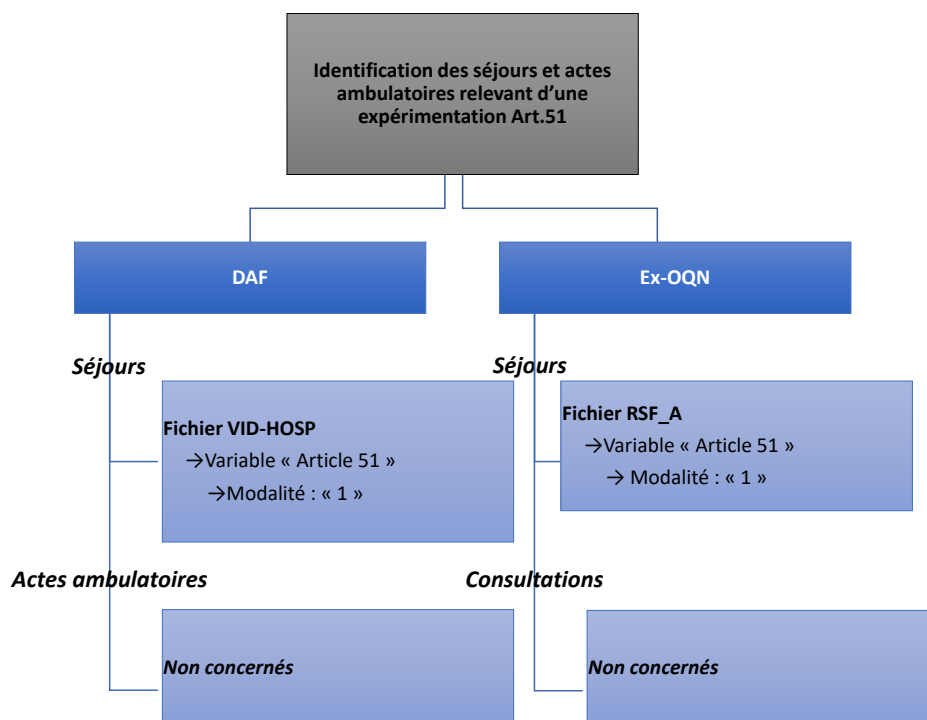 Identification des séjours et actes
ambulatoires relevant d’une
expérimentation Art.51
DAF
Ex-OQN
Séjours
Fichier VID-HOSP
→Variable « Article 51 »
→Modalité : « 1 »
Actes ambulatoires
Non concernés
Séjours
Fichier RSF_A
→Variable « Article 51 »
→ Modalité : « 1 »
Consultations
Non concernés